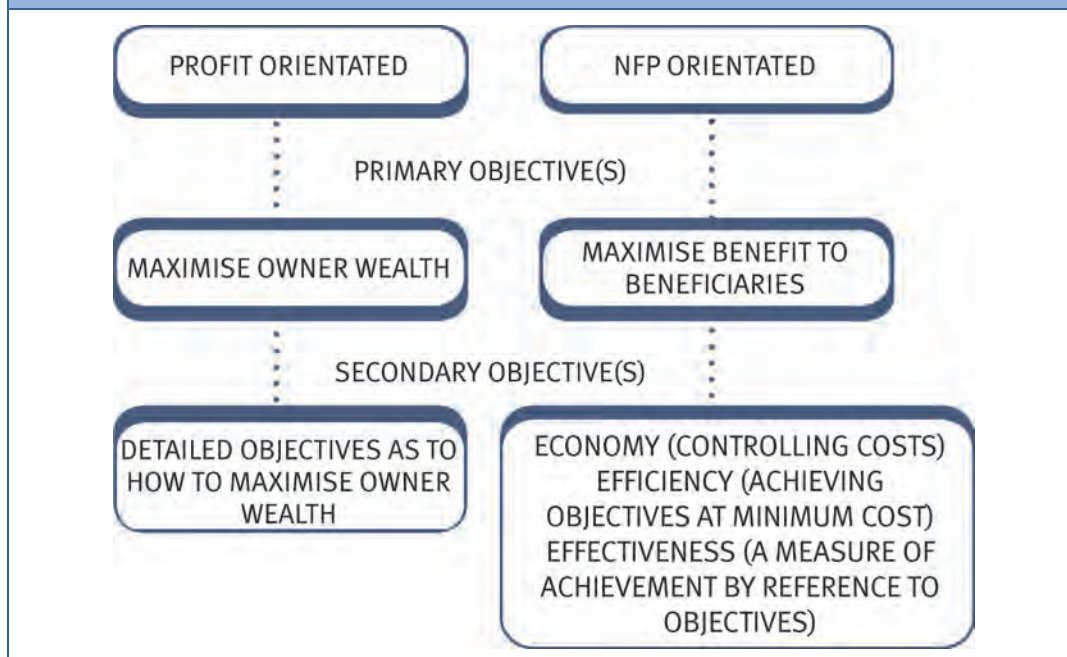 PROFIT ORIENTATED
NFP ORIENTATED
PRIMARY OBJECTIVE(S)
MAXIMISE OWNER WEALTH
MAXIMISE BENEFIT TO
BENEFICIARIES
SECONDARY OBJECTIVE(S)
DETAILED OBJECTIVES AS TO
HOW TO MAXIMISE OWNER
WEALTH
ECONOMY (CONTROLLING COSTS)
EFFICIENCY (ACHIEVING
OBJECTIVES AT MINIMUM COST)
EFFECTIVENESS (A MEASURE OF
ACHIEVEMENT BY REFERENCE TO
OBJECTIVES)